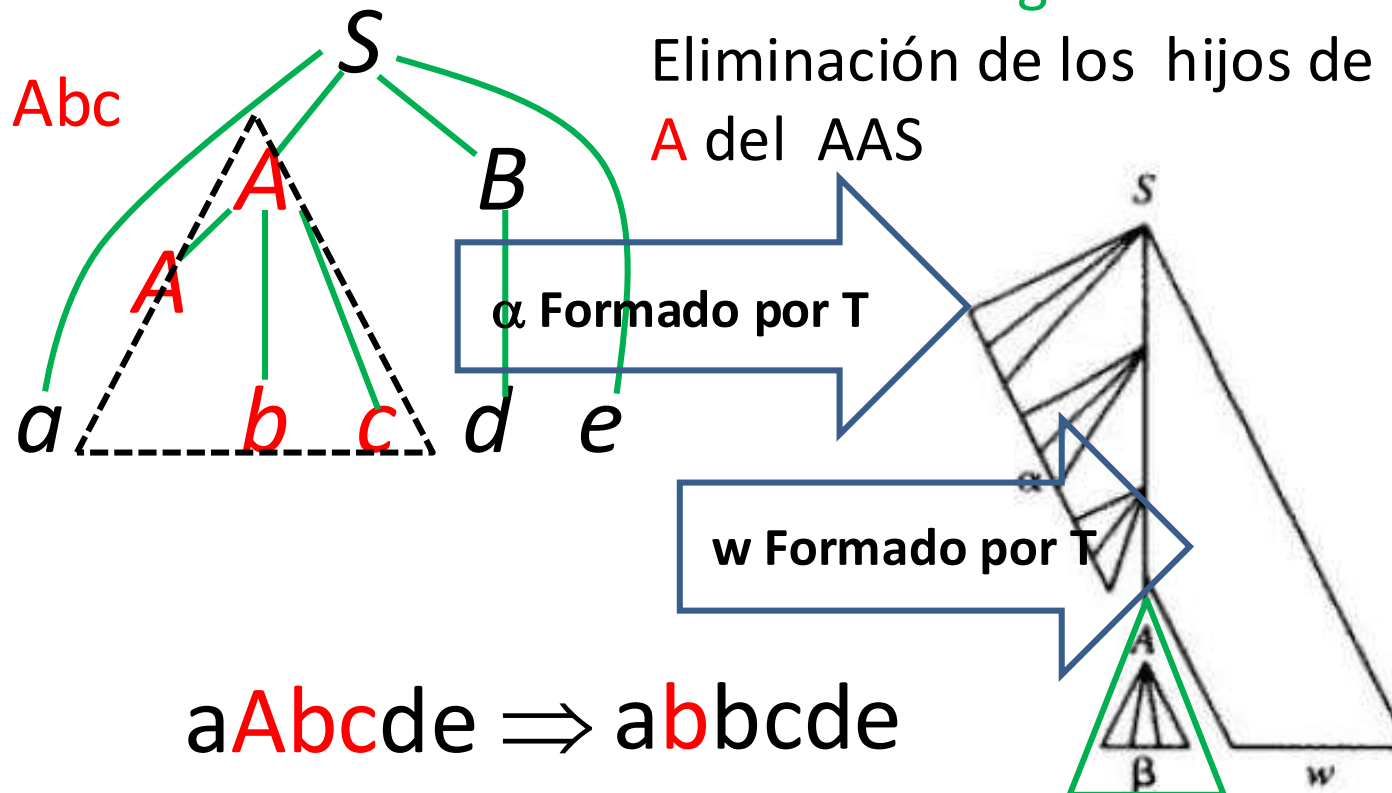 Eliminación de los hijos de
A del AAS
Abc
S
A
B
A
a
b
c
d
e
α Formado por T
w Formado por T
S
α
A
β
w
aAbcde ⇒ abbcde